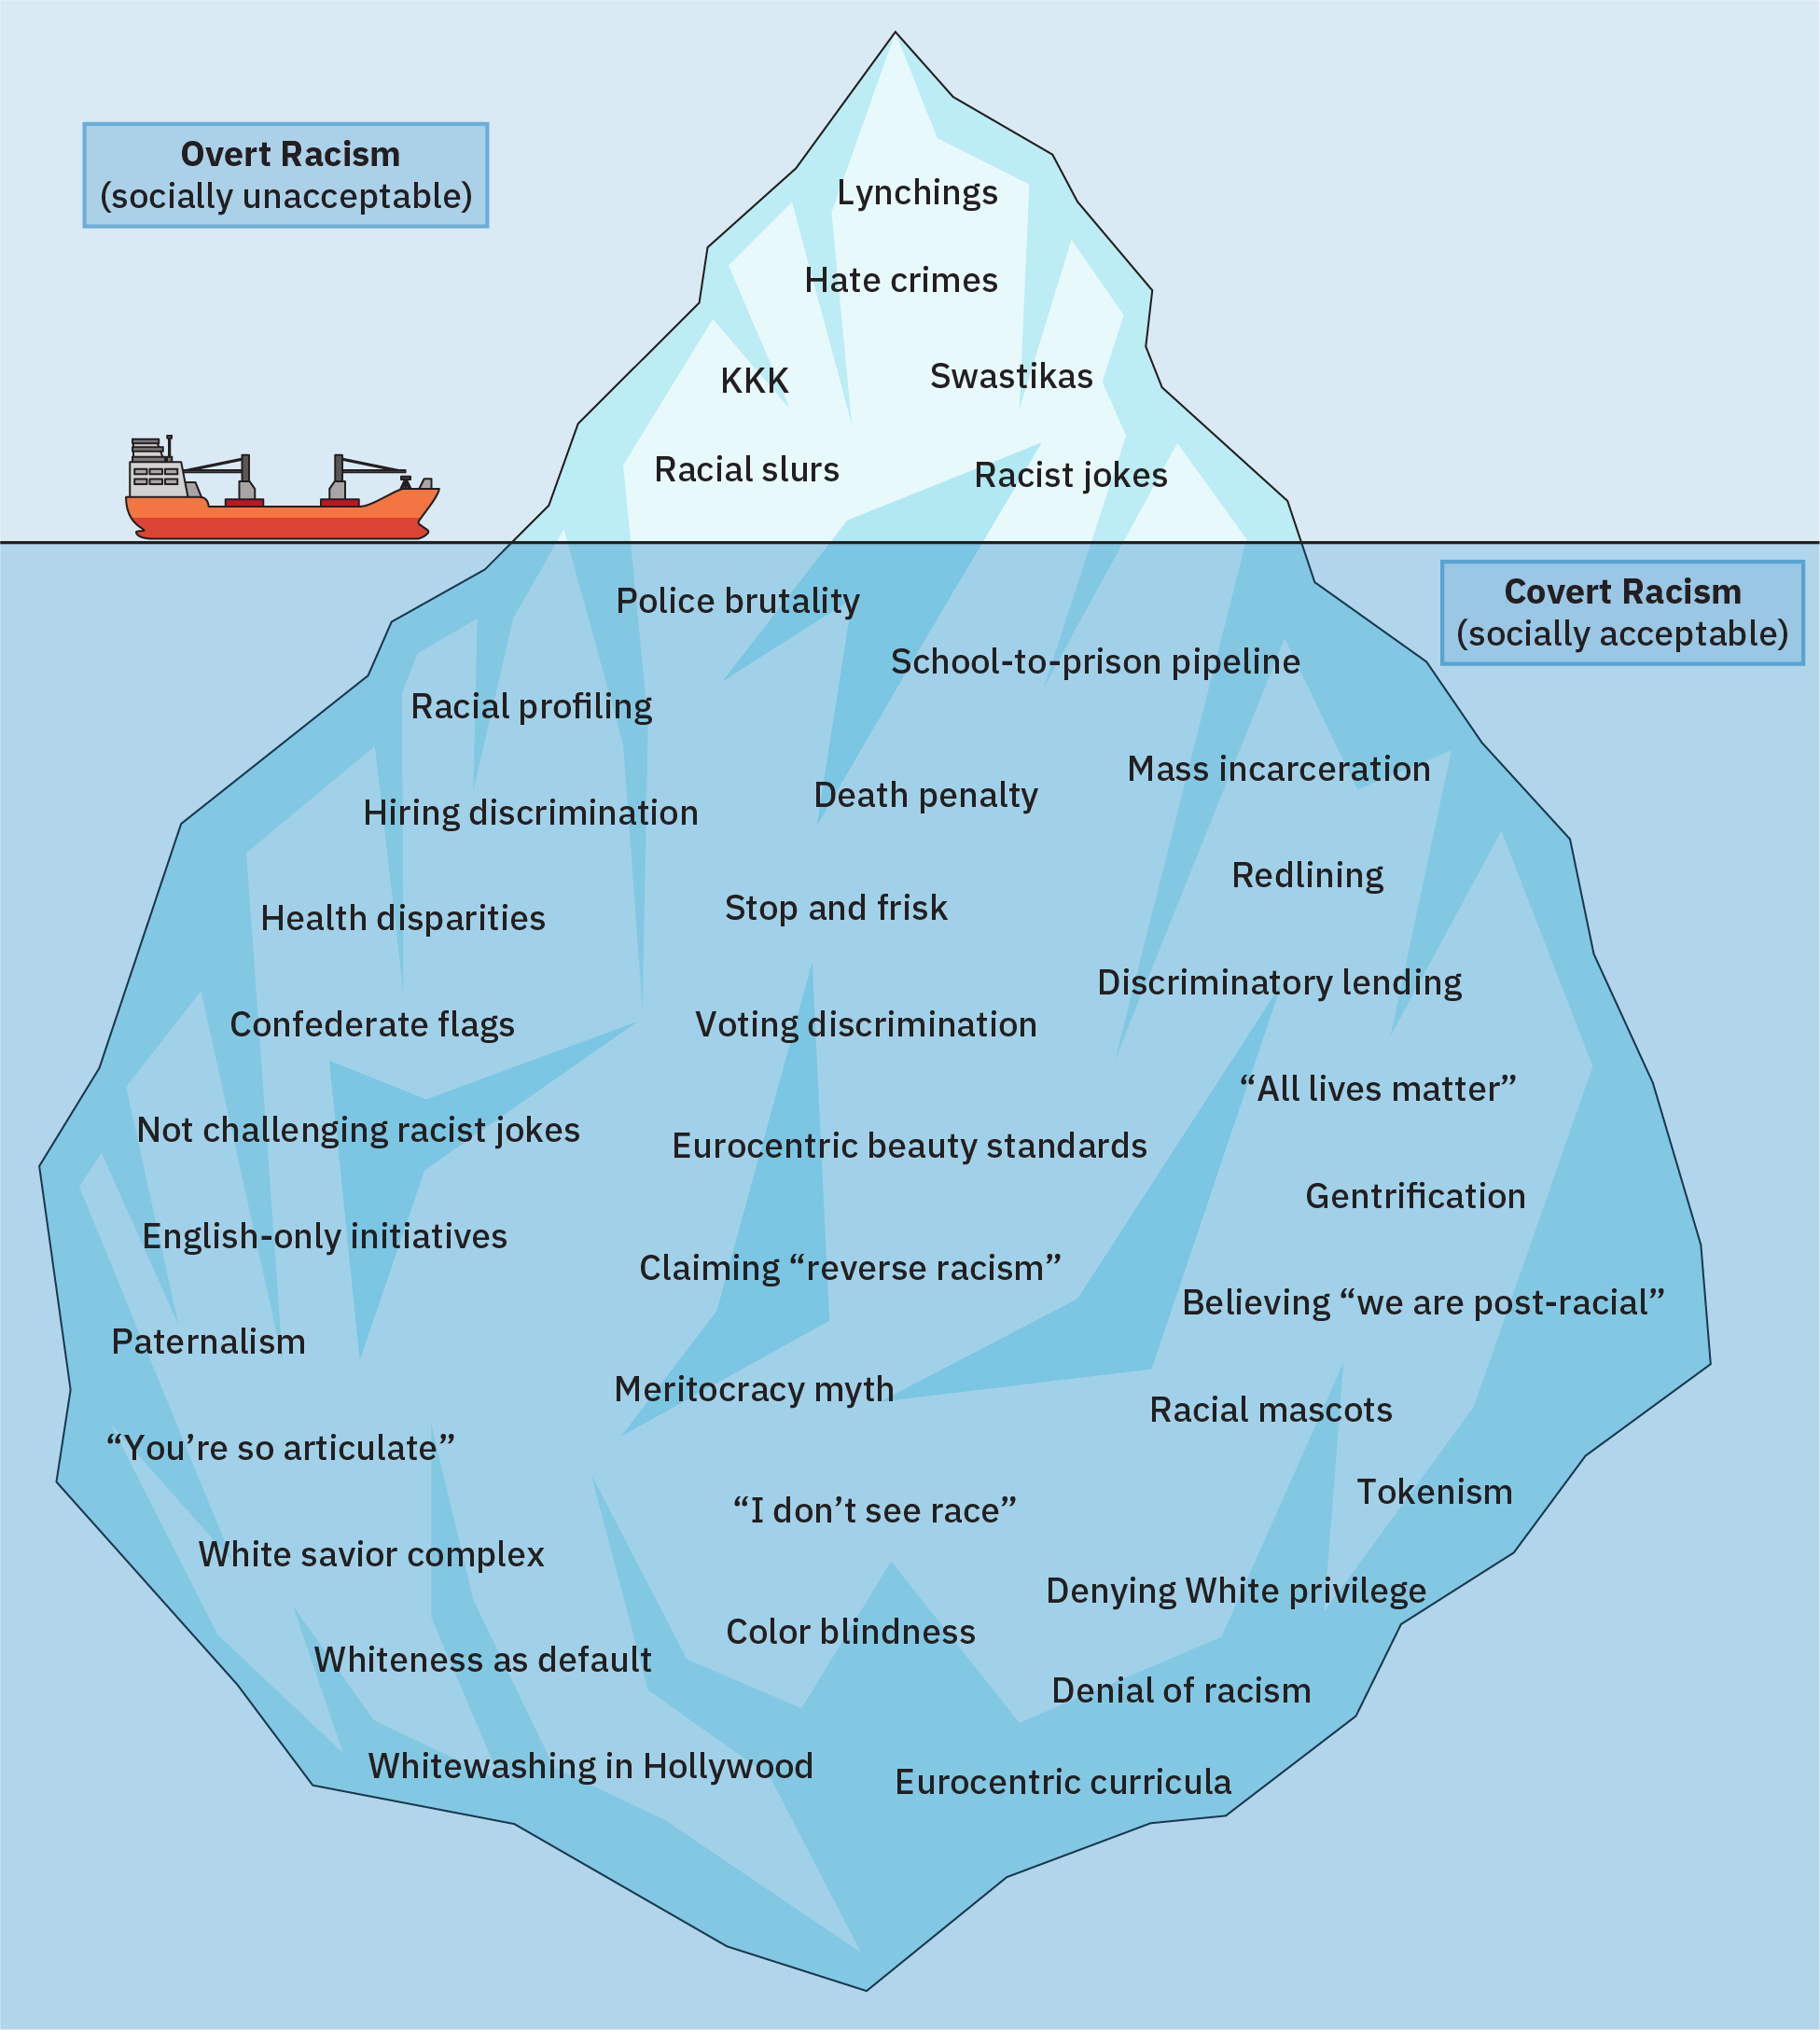 Overt Racism
(socially unacceptable)
Lynchings
Hate crimes
KKK
Swastikas
Racial slurs
Racist jokes
Covert Racism
(socially acceptable)
Police brutality
School-to-prison pipeline
Racial profiling
Mass incarceration
Death penalty
Hiring discrimination
Redlining
Stop and frisk
Health disparities
Discriminatory lending
Confederate flags
Voting discrimination
“All lives matter”
Not challenging racist jokes
Eurocentric beauty standards
Gentrification
English-only initiatives
Claiming “reverse racism”
Believing “we are post-racial”
Paternalism
Meritocracy myth
Racial mascots
“You’re so articulate”
Tokenism
“I don’t see race”
White savior complex
Denying White privilege
Color blindness
Whiteness as default
Denial of racism
Whitewashing in Hollywood
Eurocentric curricula